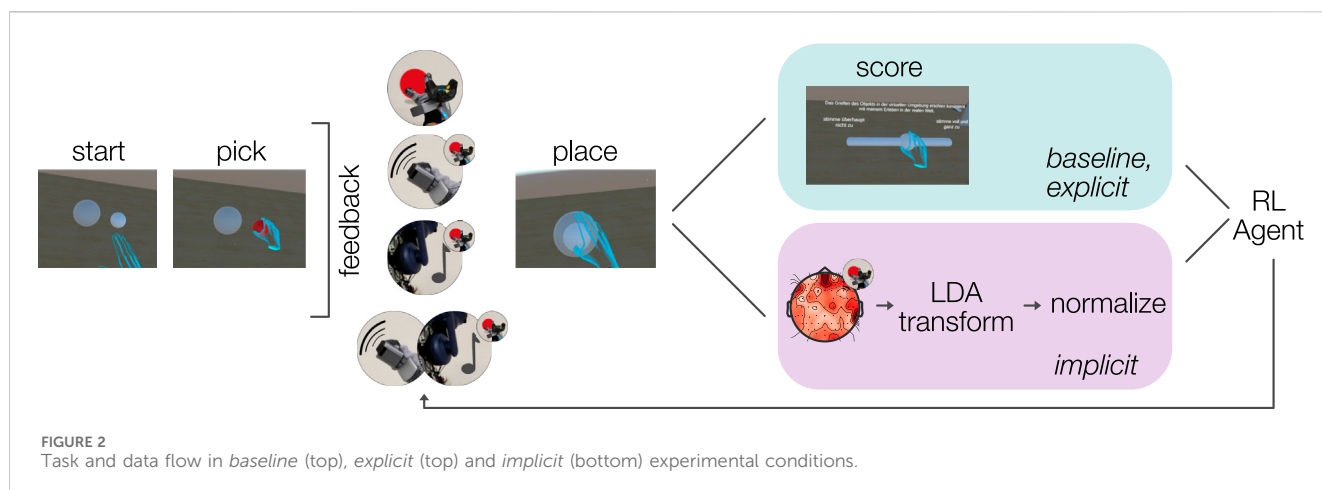 start
pick
feedback
place
score
Das Greifen des Objekts in der virtuellen Umgebung erschien konsistent
mit meinem Erleben in der realen Welt.
stimme überhaupt
nicht zu
stimme voll und
ganz zu
baseline,
explicit
LDA
transform
normalize
implicit
RL
Agent
FIGURE 2
Task and data flow in baseline (top), explicit (top) and implicit (bottom) experimental conditions.